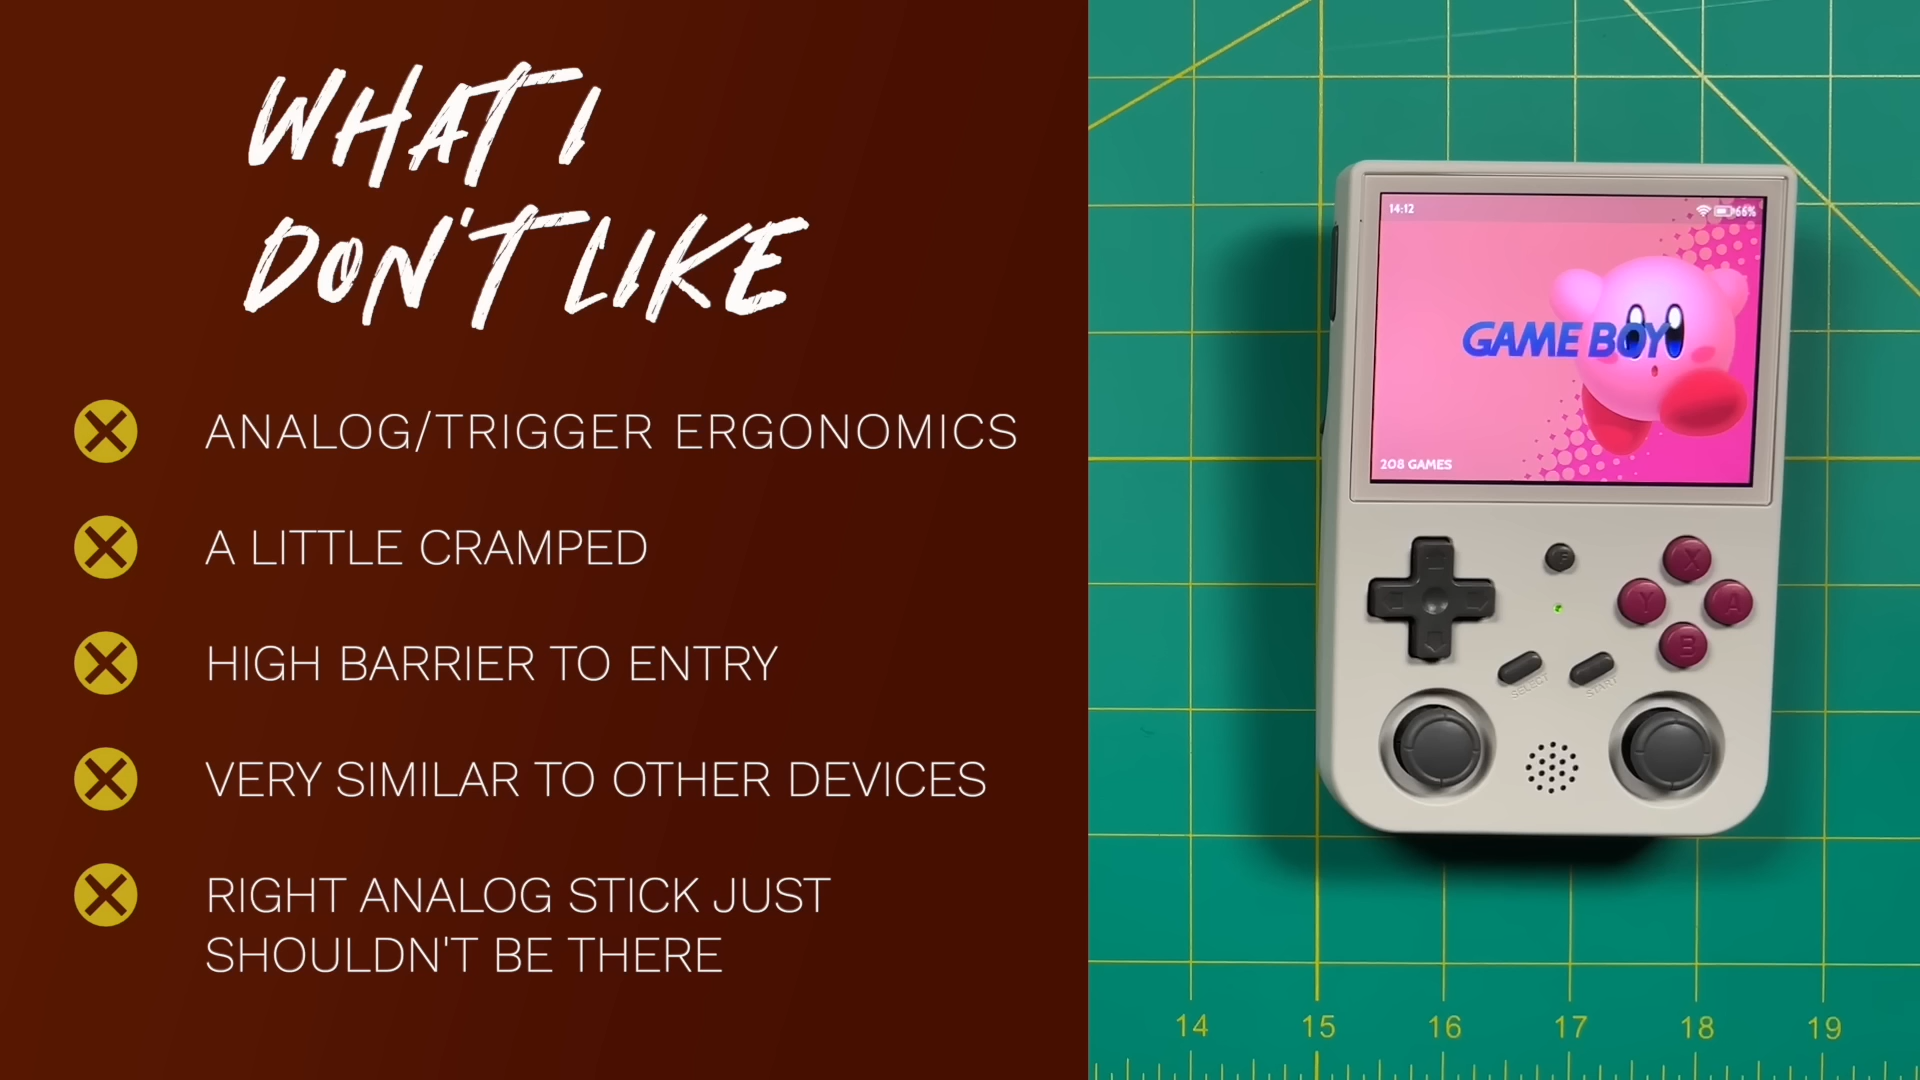 WHAT I
DON'T LIKE
ANALOG/TRIGGER ERGONOMICS
A LITTLE CRAMPED
HIGH BARRIER TO ENTRY
VERY SIMILAR TO OTHER DEVICES
RIGHT ANALOG STICK JUST
SHOULDN'T BE THERE
14:12
66%
GAME BOY
208 GAMES
F
X
Y
A
B
SELECT
START
14 15 16 17 18 19